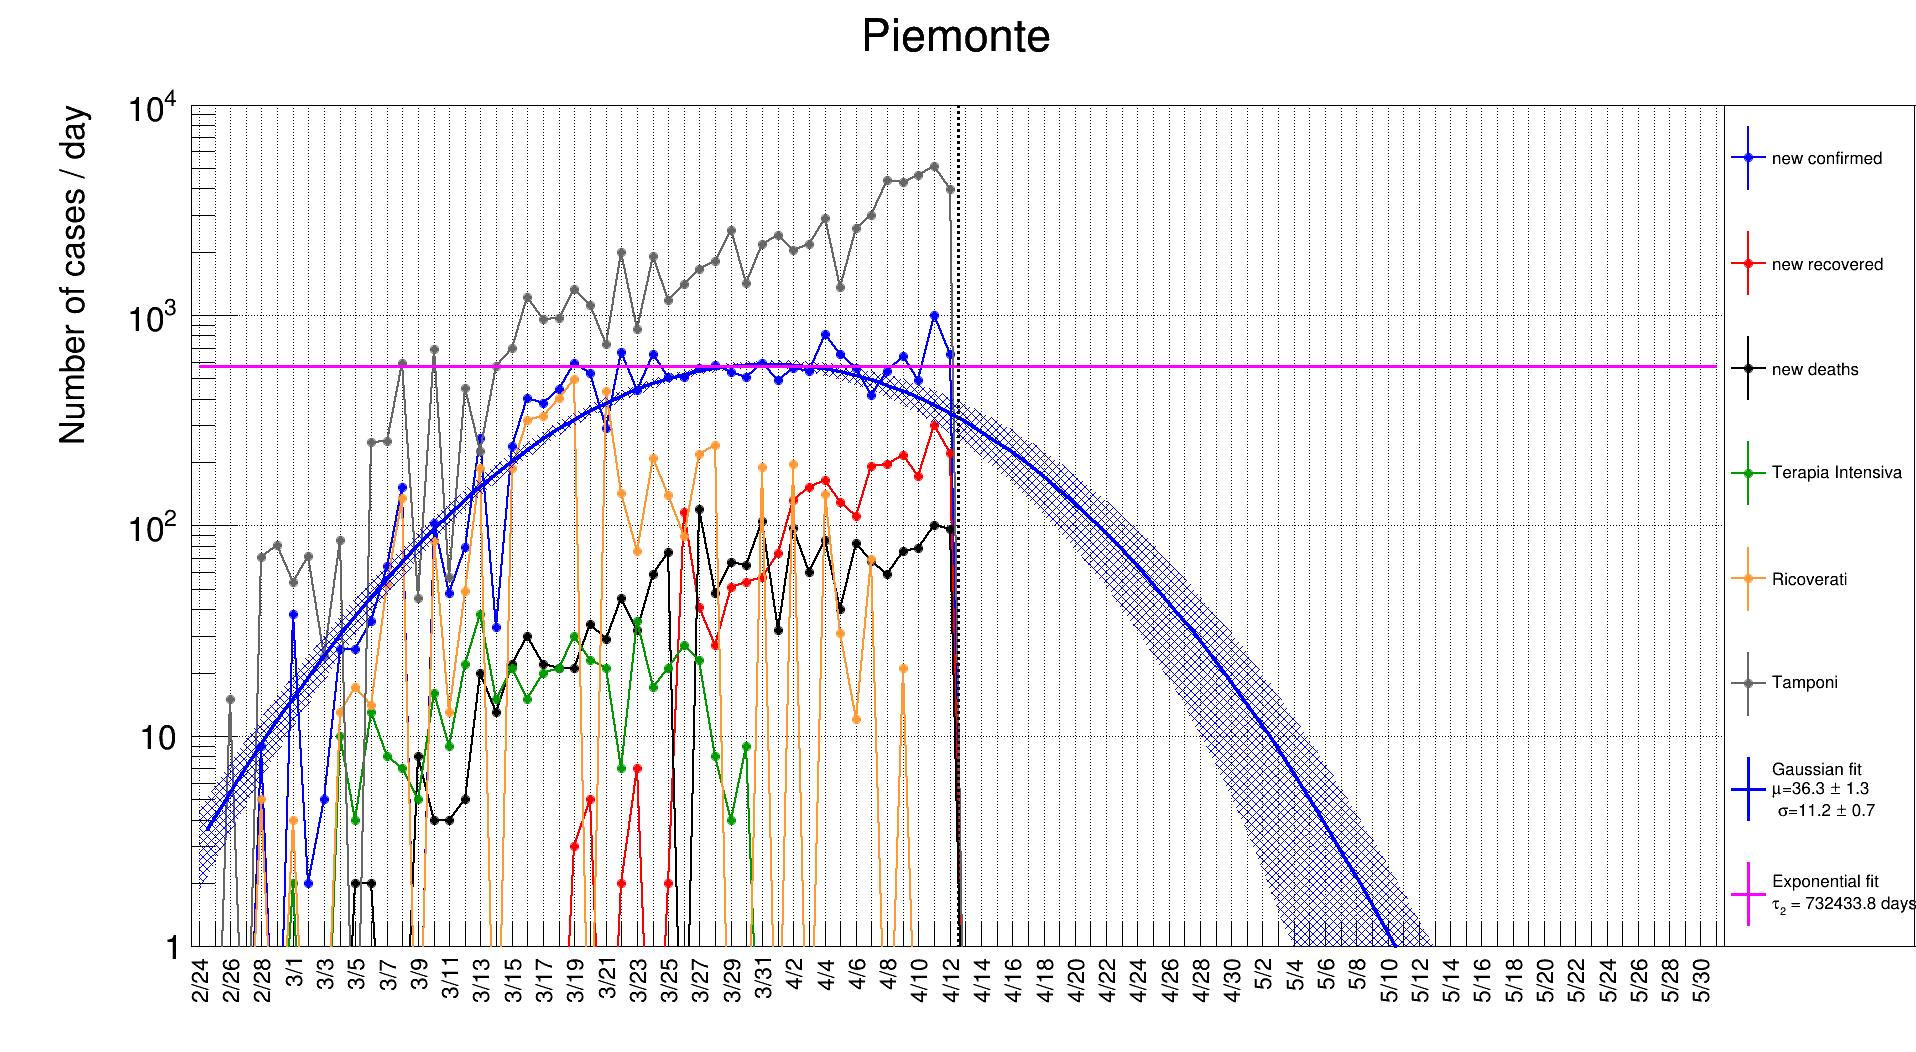 Piemonte
Number of cases / day
10^4
10^3
10^2
10
1
2/24 2/26 2/28 3/1 3/3 3/5 3/7 3/9 3/11 3/13 3/15 3/17 3/19 3/21 3/23 3/25 3/27 3/29 3/31 4/2 4/4 4/6 4/8 4/10 4/12 4/14 4/16 4/18 4/20 4/22 4/24 4/26 4/28 4/30 5/2 5/4 5/6 5/8 5/10 5/12 5/14 5/16 5/18 5/20 5/22 5/24 5/26 5/28 5/30
new confirmed
new recovered
new deaths
Terapia Intensiva
Ricoverati
Tamponi
Gaussian fit
μ=36.3 ± 1.3
σ=11.2 ± 0.7
Exponential fit
τ₂ = 732433.8 days